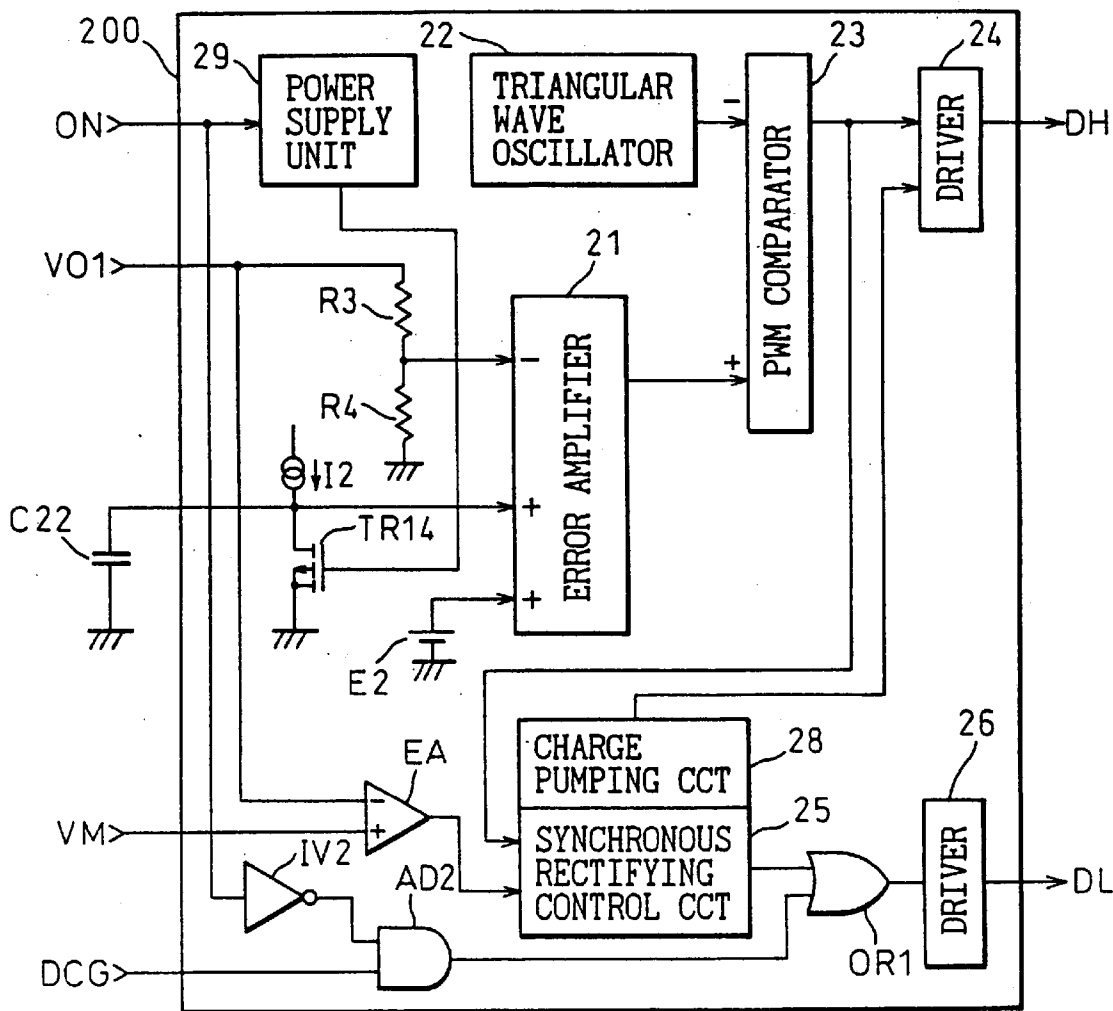 200
29
22
23
24
POWER
SUPPLY
UNIT
TRIANGULAR
WAVE
OSCILLATOR
-
PWM COMPARATOR
DRIVER
ON
DH
VO1
R3
21
-
+
R4
ERROR AMPLIFIER
I2
+
C22
TR14
+
E2
CHARGE
PUMPING CCT
28
26
EA
-
+
25
SYNCHRONOUS
RECTIFYING
CONTROL CCT
DRIVER
VM
IV2
AD2
DL
OR1
DCG